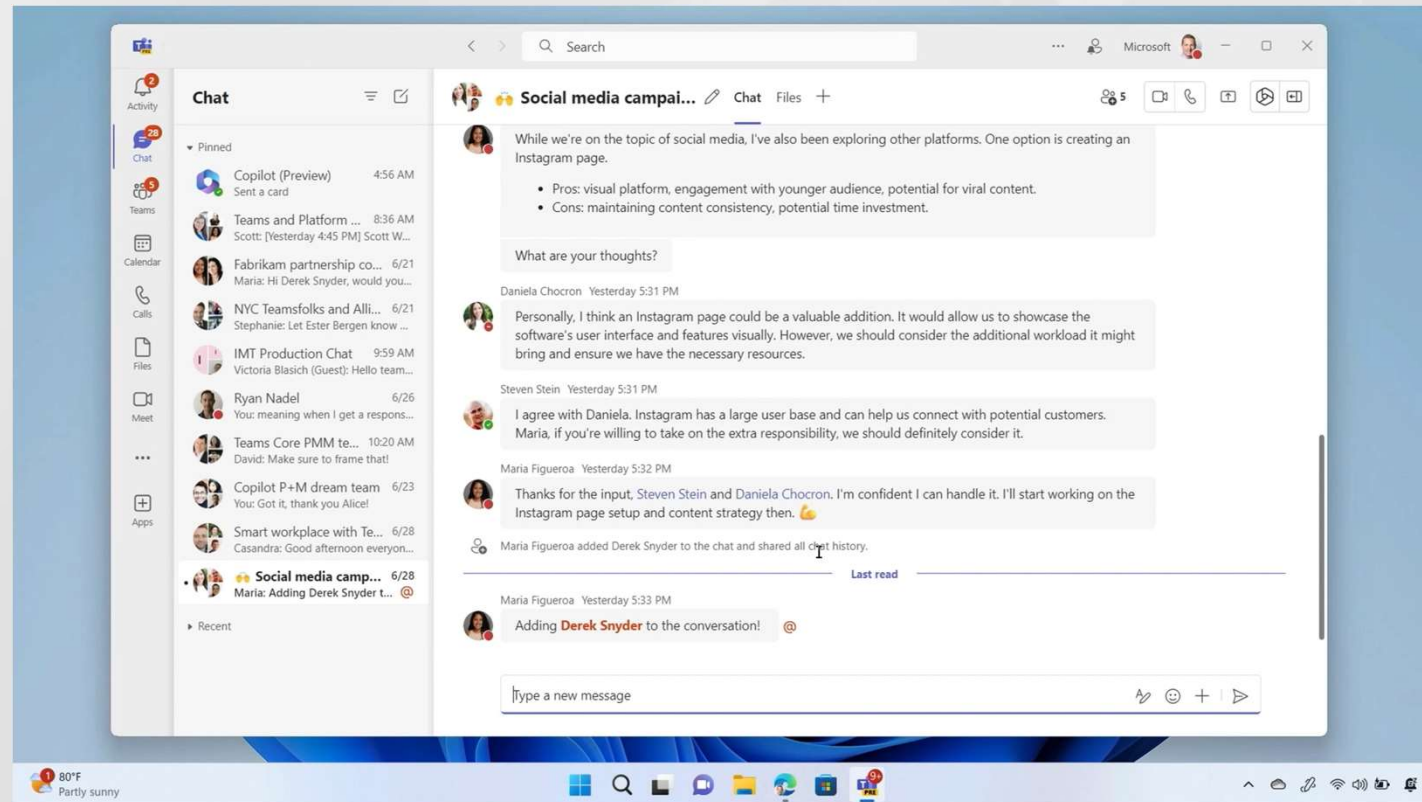 Search
Microsoft
2
Activity
28
Chat
5
Teams
Calendar
Calls
Files
Meet
Apps
Chat
Pinned
Copilot (Preview) 4:56 AM
Sent a card
Teams and Platform ... 8:36 AM
Scott: [Yesterday 4:45 PM] Scott W...
Fabrikam partnership co... 6/21
Maria: Hi Derek Snyder, would you...
NYC Teamsfolks and Alli... 6/21
Stephanie: Let Ester Bergen know ...
IMT Production Chat 9:59 AM
Victoria Blasich (Guest): Hello team...
Ryan Nadel 6/26
You: meaning when I get a respons...
Teams Core PMM te... 10:20 AM
David: Make sure to frame that!
Copilot P+M dream team 6/23
You: Got it, thank you Alice!
Smart workplace with Te... 6/28
Casandra: Good afternoon everyon...
🙌 Social media camp... 6/28
Maria: Adding Derek Snyder t... @
Recent
🙌 Social media campai... Chat Files 5
While we're on the topic of social media, I've also been exploring other platforms. One option is creating an
Instagram page.
• Pros: visual platform, engagement with younger audience, potential for viral content.
• Cons: maintaining content consistency, potential time investment.
What are your thoughts?
Daniela Chocron Yesterday 5:31 PM
Personally, I think an Instagram page could be a valuable addition. It would allow us to showcase the
software's user interface and features visually. However, we should consider the additional workload it might
bring and ensure we have the necessary resources.
Steven Stein Yesterday 5:31 PM
I agree with Daniela. Instagram has a large user base and can help us connect with potential customers.
Maria, if you're willing to take on the extra responsibility, we should definitely consider it.
Maria Figueroa Yesterday 5:32 PM
Thanks for the input, Steven Stein and Daniela Chocron. I'm confident I can handle it. I'll start working on the
Instagram page setup and content strategy then. 💪
Maria Figueroa added Derek Snyder to the chat and shared all chat history.
Last read
Maria Figueroa Yesterday 5:33 PM
Adding Derek Snyder to the conversation! @
Type a new message
1
80°F
Partly sunny
9+
PRE